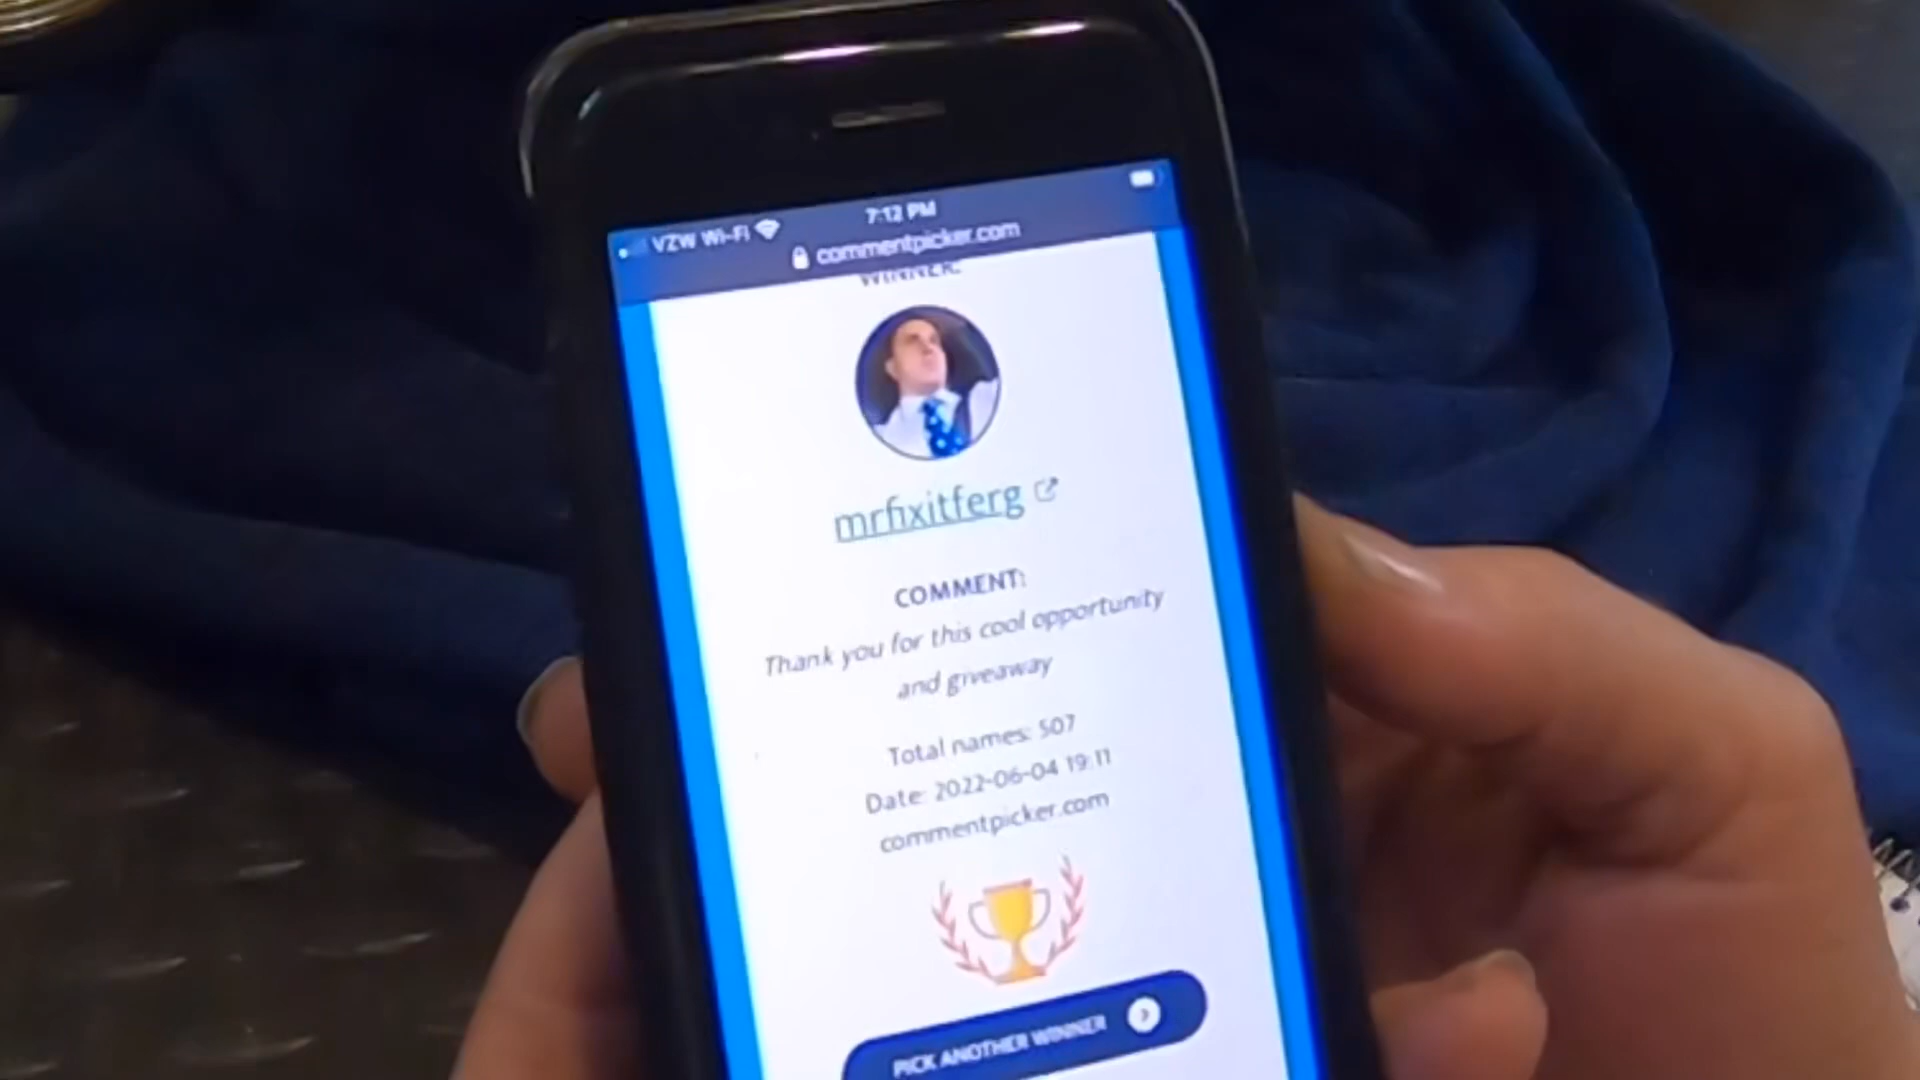 VZW Wi-Fi
7:12 PM
commentpicker.com
WINNER:
mrfixitferg
COMMENT:
Thank you for this cool opportunity
and giveaway
Total names: 507
Date: 2022-06-04 19:11
commentpicker.com
PICK ANOTHER WINNER